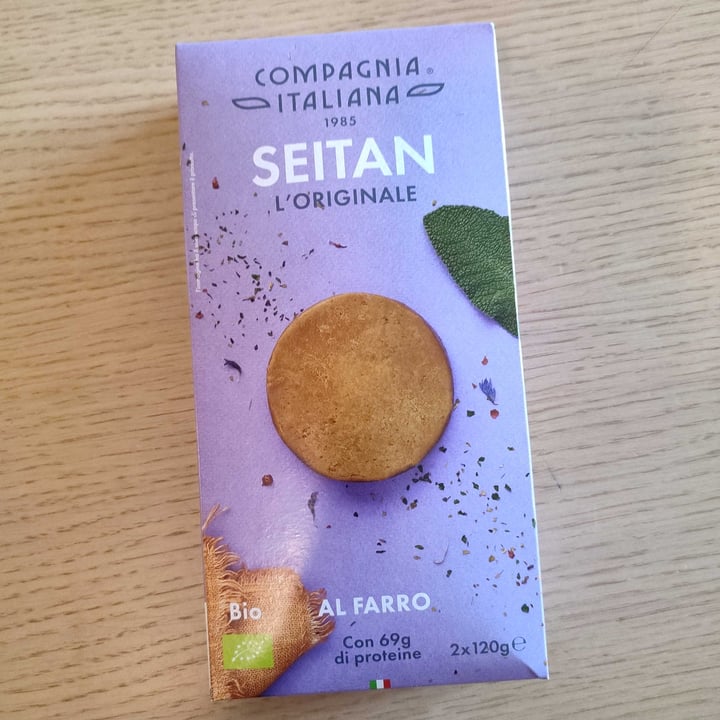 COMPAGNIA®
ITALIANA
1985
SEITAN
L'ORIGINALE
Bio
AL FARRO
Con 69g
di proteine
2x120g℮